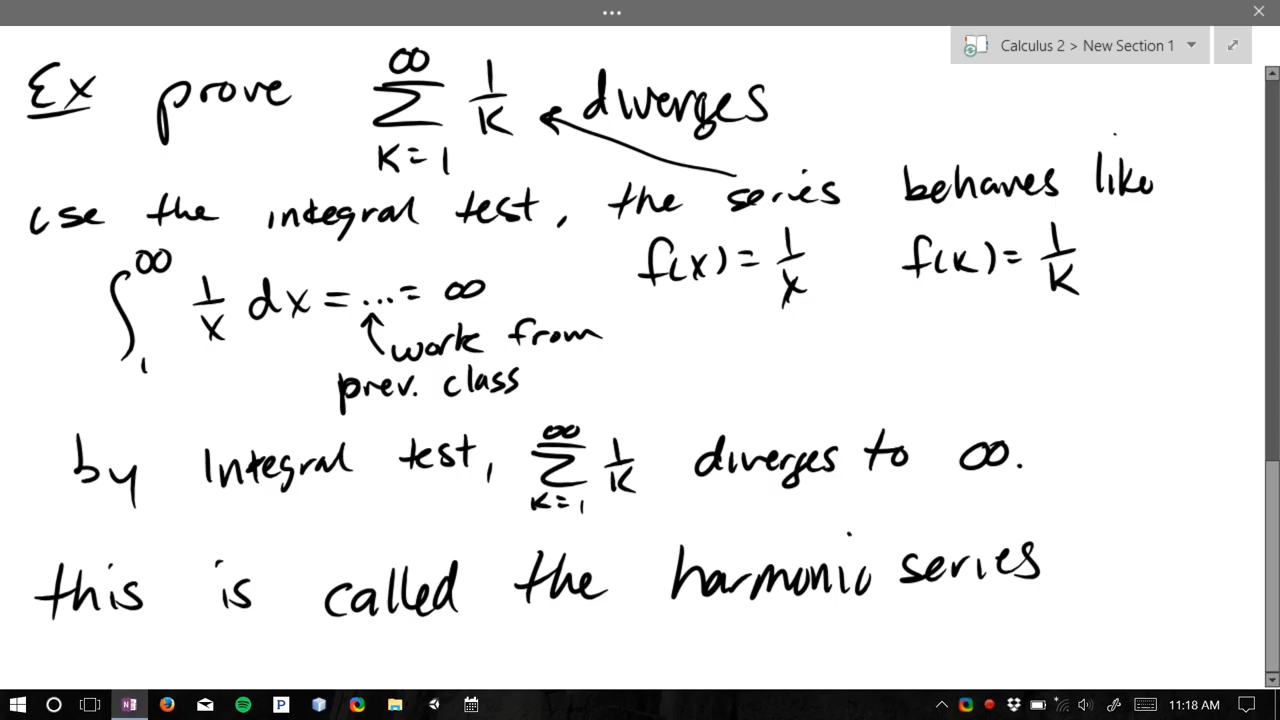 Calculus 2 > New Section 1
Ex prove ∞∑k=1 1/k diverges
use the integral test, the series behaves like
∫₁^∞ 1/x dx = ... = ∞ f(x) = 1/x f(k) = 1/k
work from
prev. class
by Integral test, ∞∑k=1 1/k diverges to ∞.
this is called the harmonic series
11:18 AM